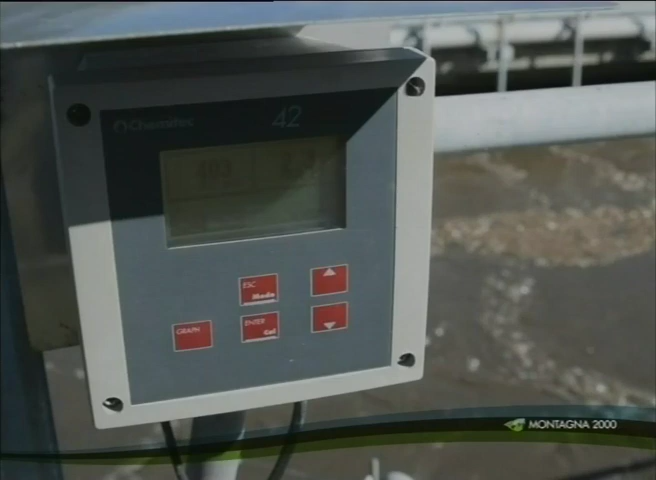 Chemitec
42
ESC
Mode
GRAPH
ENTER
Cal
MONTAGNA 2000